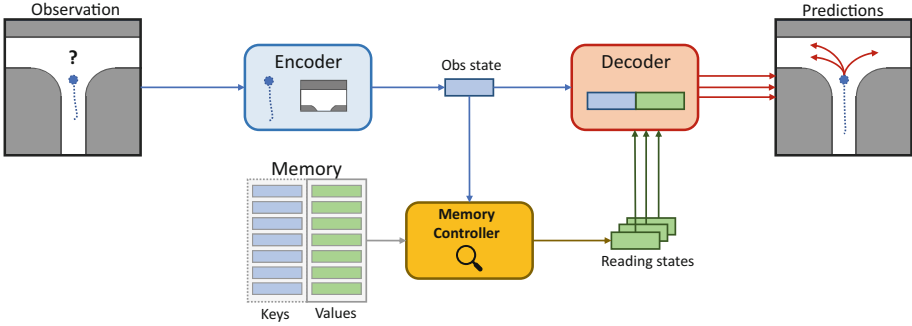 Observation
Predictions
?
Encoder
Obs state
Decoder
Memory
Memory
Controller
Reading states
Keys
Values